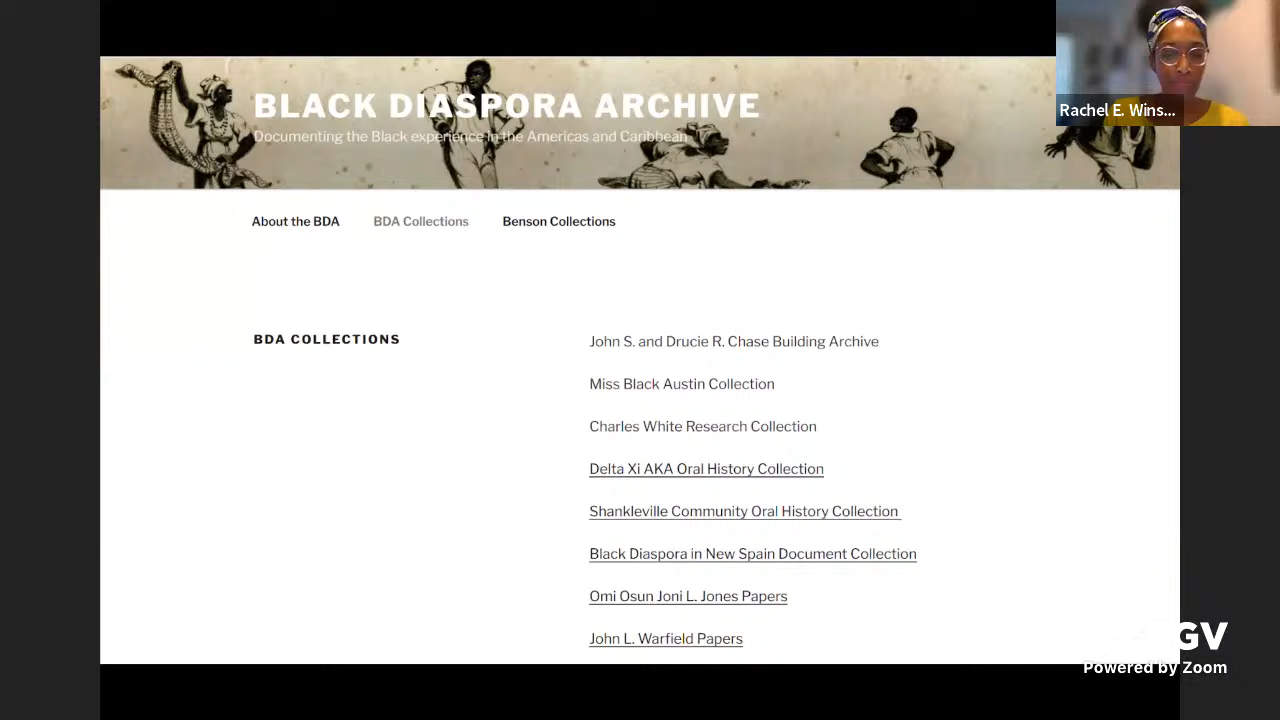 BLACK DIASPORA ARCHIVE
Documenting the Black experience in the Americas and Caribbean
Rachel E. Wins...
About the BDA
BDA Collections
Benson Collections
BDA COLLECTIONS
John S. and Drucie R. Chase Building Archive
Miss Black Austin Collection
Charles White Research Collection
Delta Xi AKA Oral History Collection
Shankleville Community Oral History Collection
Black Diaspora in New Spain Document Collection
Omi Osun Joni L. Jones Papers
John L. Warfield Papers
GV
Powered by Zoom